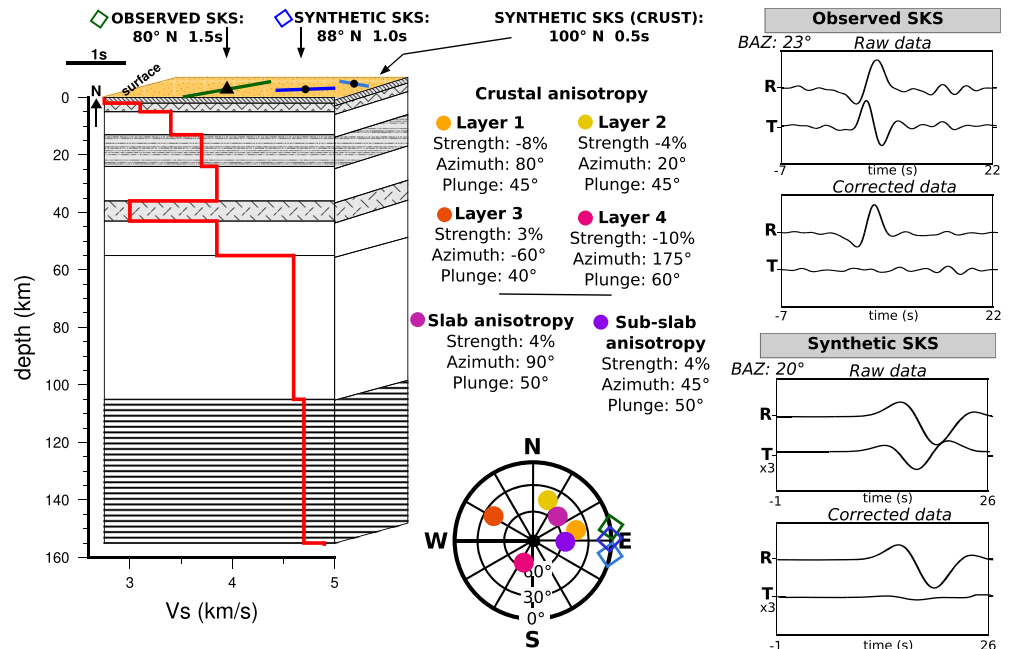 OBSERVED SKS:
80° N 1.5s
SYNTHETIC SKS:
88° N 1.0s
SYNTHETIC SKS (CRUST):
100° N 0.5s
1s
N
surface
0
20
40
60
80
100
120
140
160
depth (km)
3
4
5
Vs (km/s)
Crustal anisotropy
Layer 1
Strength: -8%
Azimuth: 80°
Plunge: 45°
Layer 2
Strength -4%
Azimuth: 20°
Plunge: 45°
Layer 3
Strength: 3%
Azimuth: -60°
Plunge: 40°
Layer 4
Strength: -10%
Azimuth: 175°
Plunge: 60°
Slab anisotropy
Strength: 4%
Azimuth: 90°
Plunge: 50°
Sub-slab
anisotropy
Strength: 4%
Azimuth: 45°
Plunge: 50°
N
W
E
60°
30°
0°
S
Observed SKS
BAZ: 23°
Raw data
R
T
-7
time (s)
22
Corrected data
R
T
-7
time (s)
22
Synthetic SKS
BAZ: 20°
Raw data
R
T
x3
-1
time (s)
26
Corrected data
R
T
x3
-1
time (s)
26